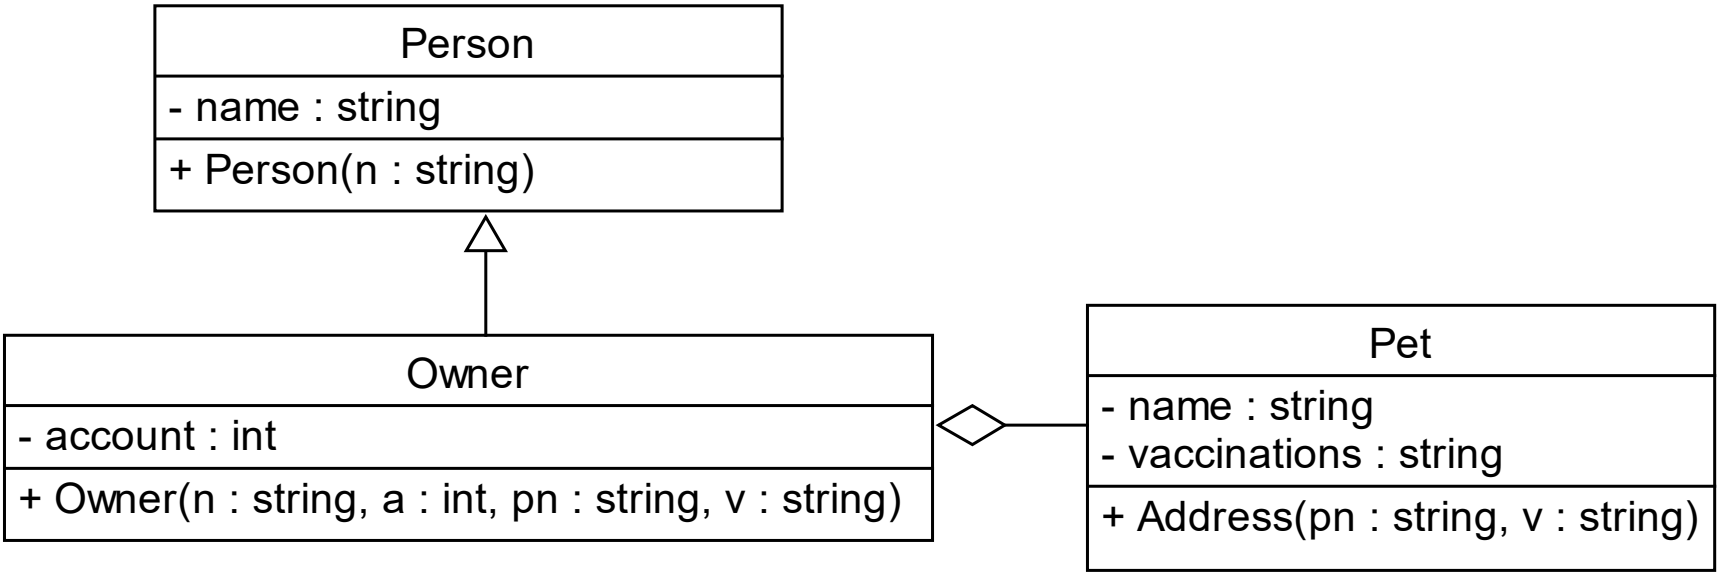 Person
- name : string
+ Person(n : string)
Owner
- account : int
+ Owner(n : string, a : int, pn : string, v : string)
Pet
- name : string
- vaccinations : string
+ Address(pn : string, v : string)